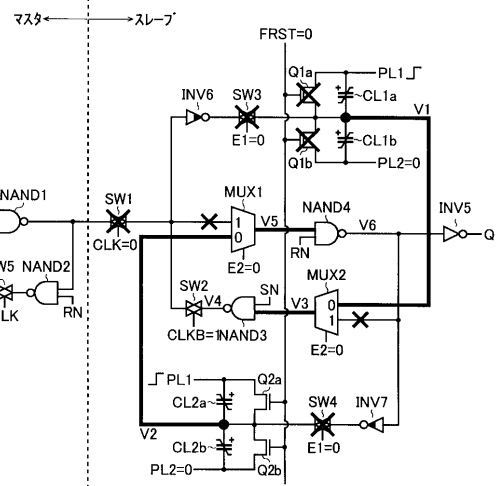 マスタ スレーブ
FRST=0
Q1a PL1
INV6 SW3 CL1a V1
E1=0 CL1b
Q1b PL2=0
NAND1 SW1 MUX1
1 V5 NAND4 V6 INV5
0 Q
CLK=0 RN
W5 NAND2 E2=0 MUX2
SW2 V4 SN V3 0
1
LK RN CLKB=1 NAND3 E2=0
PL1 Q2a
CL2a SW4 INV7
V2
CL2b E1=0
PL2=0 Q2b